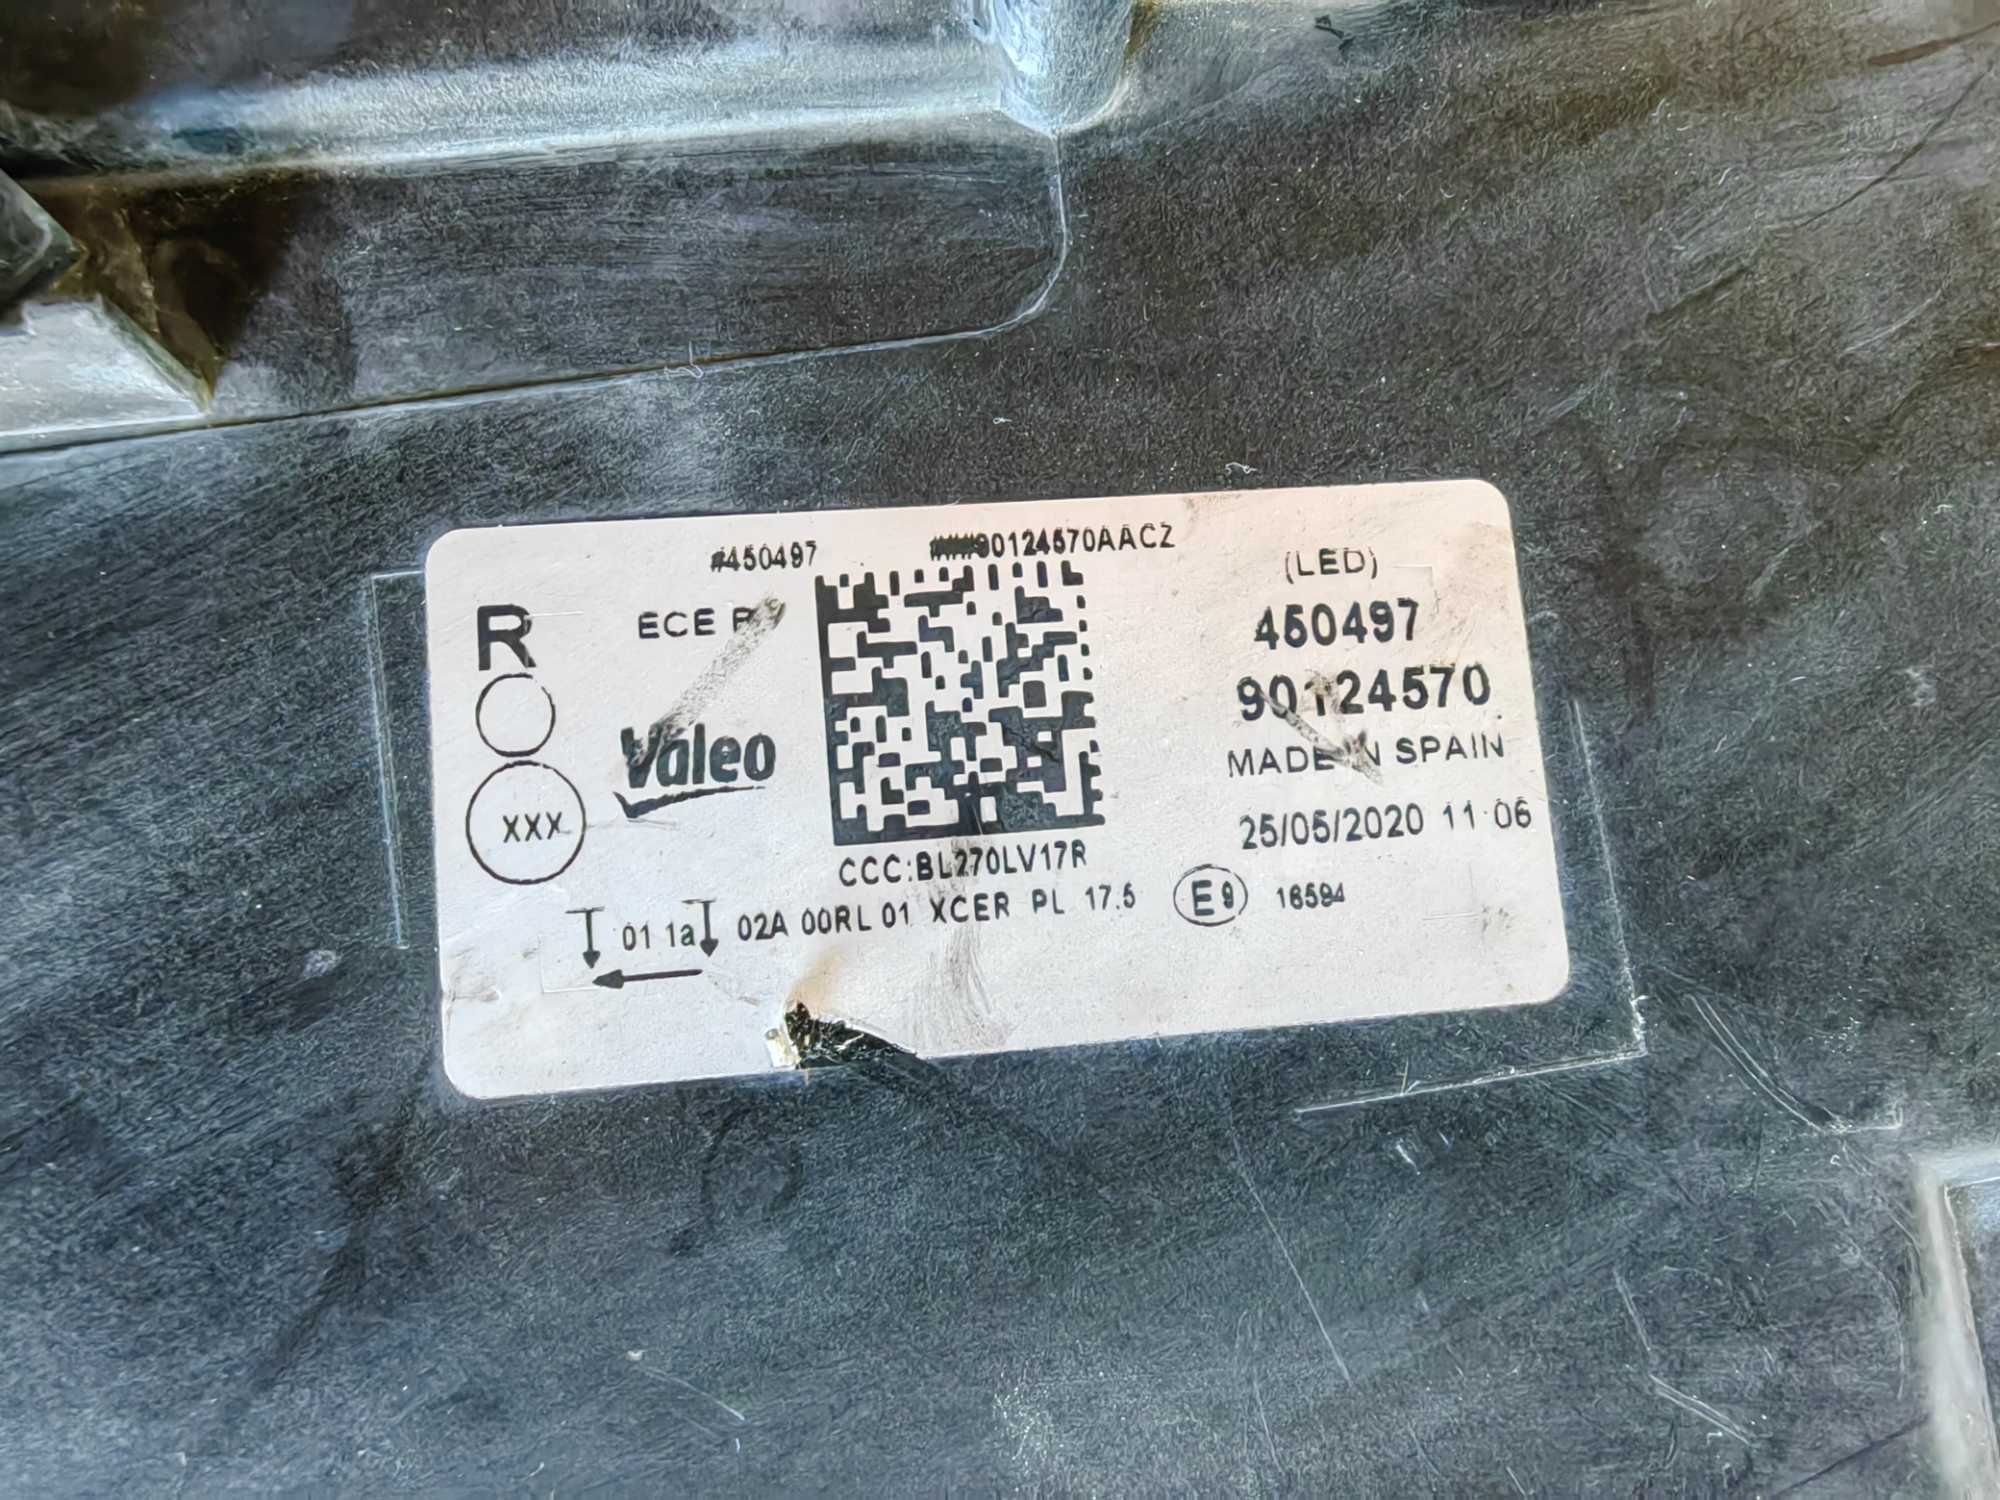 #450497
###90124570AACZ
(LED)
R
ECE
450497
90124570
Valeo
MADE IN SPAIN
XXX
25/05/2020 11:06
CCC:BL270LV17R
01 1a 02A 00RL 01 XCER PL 17.5 E9 16594